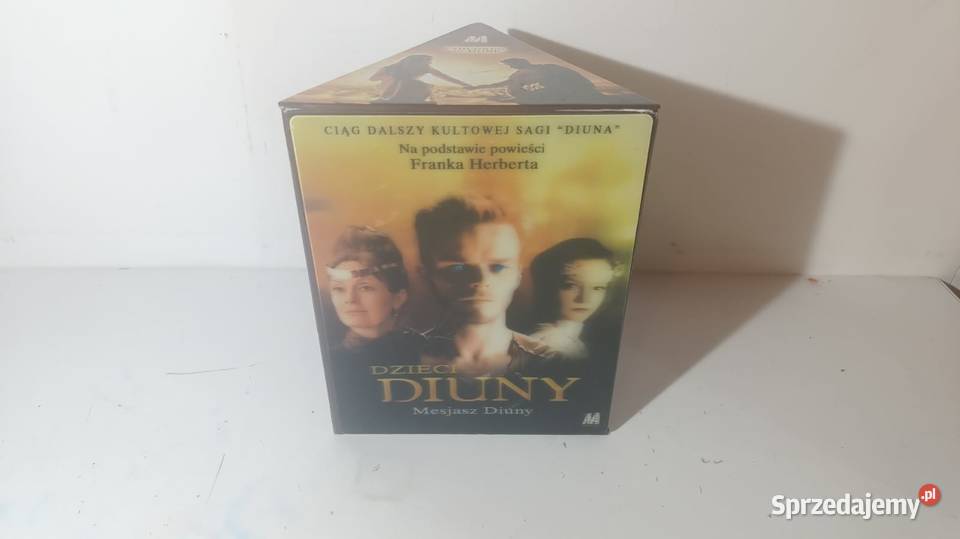 CIĄG DALSZY KULTOWEJ SAGI "DIUNA"
Na podstawie powieści
Franka Herberta
DZIECI
DIUNY
Mesjasz Diuny
Sprzedajemy.pl